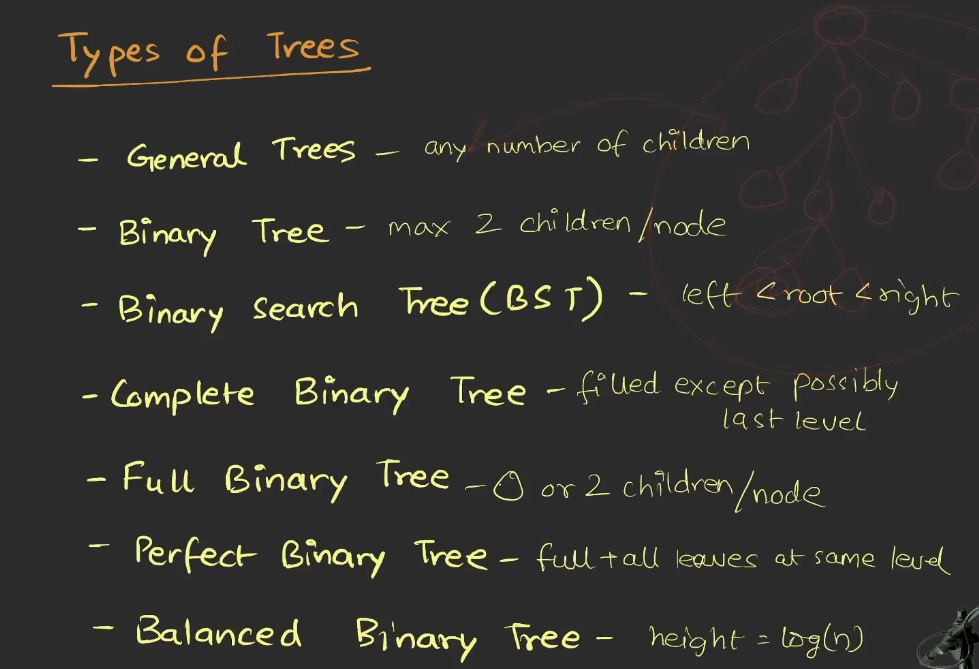 Types of Trees
- General Trees - any number of children
- Binary Tree - max 2 children/node
- Binary search Tree (BST) - left < root < right
- Complete Binary Tree - filled except possibly
last level
- Full Binary Tree - 0 or 2 children/node
- Perfect Binary Tree - full + all leaves at same level
- Balanced Binary Tree - height = log(n)